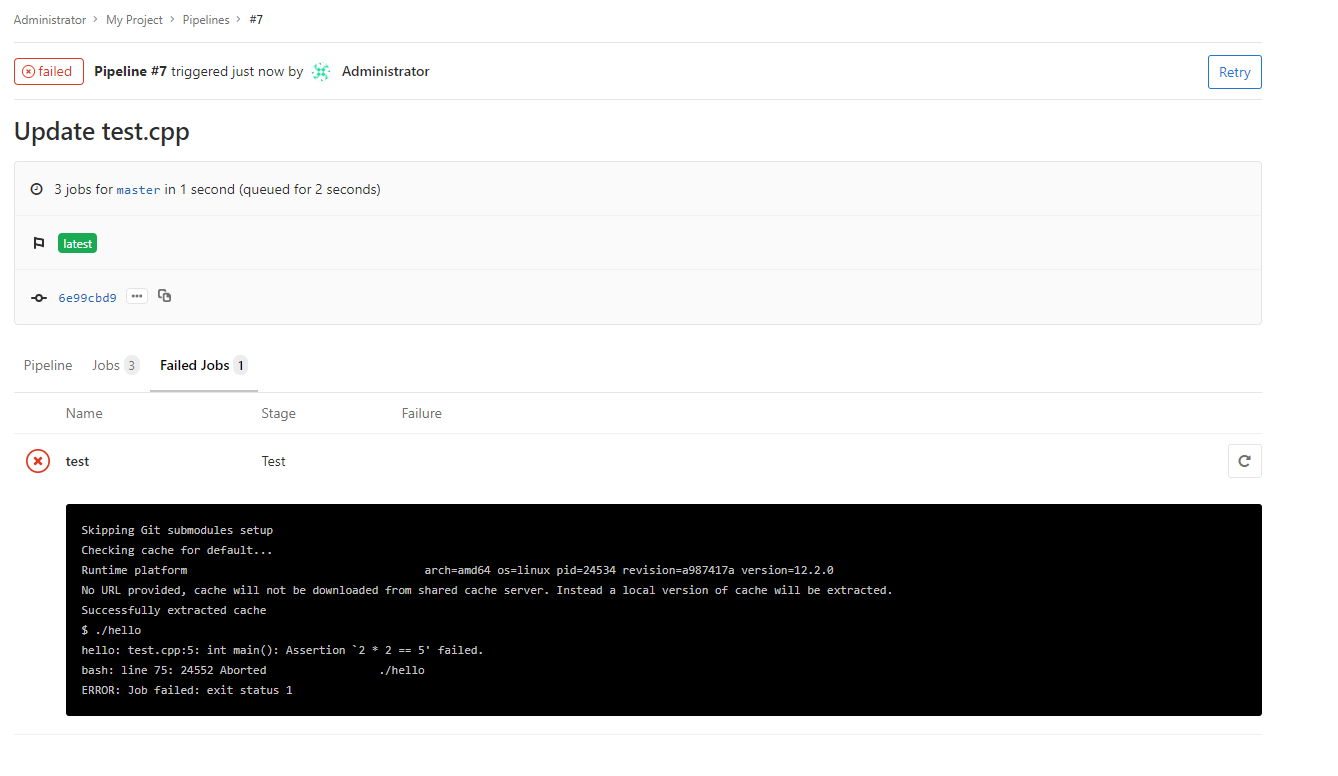 Administrator > My Project > Pipelines > #7
failed Pipeline #7 triggered just now by Administrator Retry
Update test.cpp
3 jobs for master in 1 second (queued for 2 seconds)
latest
6e99cbd9 ...
Pipeline Jobs 3 Failed Jobs 1
Name Stage Failure
test Test
Skipping Git submodules setup
Checking cache for default...
Runtime platform arch=amd64 os=linux pid=24534 revision=a987417a version=12.2.0
No URL provided, cache will not be downloaded from shared cache server. Instead a local version of cache will be extracted.
Successfully extracted cache
$ ./hello
hello: test.cpp:5: int main(): Assertion `2 * 2 == 5' failed.
bash: line 75: 24552 Aborted ./hello
ERROR: Job failed: exit status 1